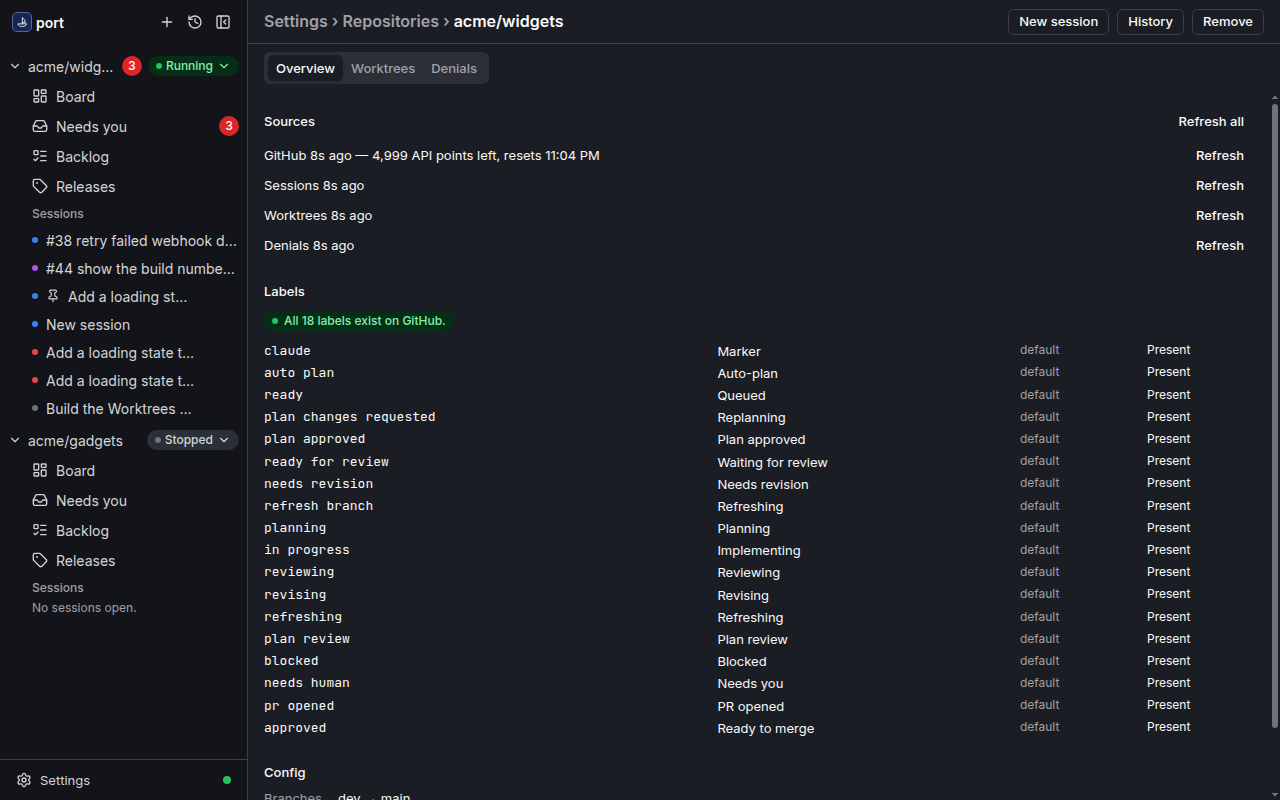 port
Settings › Repositories › acme/widgets
New session
History
Remove
acme/widg...
3
Running
Board
Needs you
3
Backlog
Releases
Sessions
#38 retry failed webhook d...
#44 show the build numbe...
Add a loading st...
New session
Add a loading state t...
Add a loading state t...
Build the Worktrees ...
acme/gadgets
Stopped
Board
Needs you
Backlog
Releases
Sessions
No sessions open.
Settings
Overview
Worktrees
Denials
Sources
Refresh all
GitHub 8s ago — 4,999 API points left, resets 11:04 PM
Refresh
Sessions 8s ago
Refresh
Worktrees 8s ago
Refresh
Denials 8s ago
Refresh
Labels
All 18 labels exist on GitHub.
claude Marker default Present
auto plan Auto-plan default Present
ready Queued default Present
plan changes requested Replanning default Present
plan approved Plan approved default Present
ready for review Waiting for review default Present
needs revision Needs revision default Present
refresh branch Refreshing default Present
planning Planning default Present
in progress Implementing default Present
reviewing Reviewing default Present
revising Revising default Present
refreshing Refreshing default Present
plan review Plan review default Present
blocked Blocked default Present
needs human Needs you default Present
pr opened PR opened default Present
approved Ready to merge default Present
Config
Branches dev main